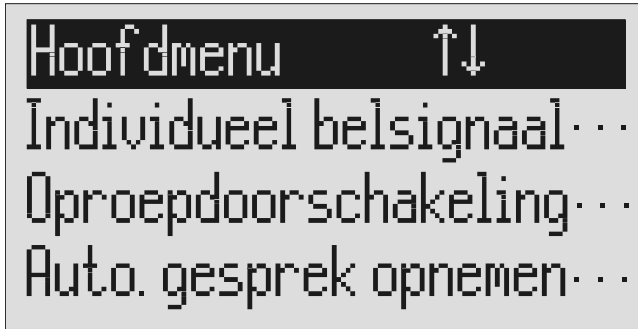 Hoofdmenu ↑↓
Individueel belsignaal···
Oproepdoorschakeling···
Auto. gesprek opnemen···